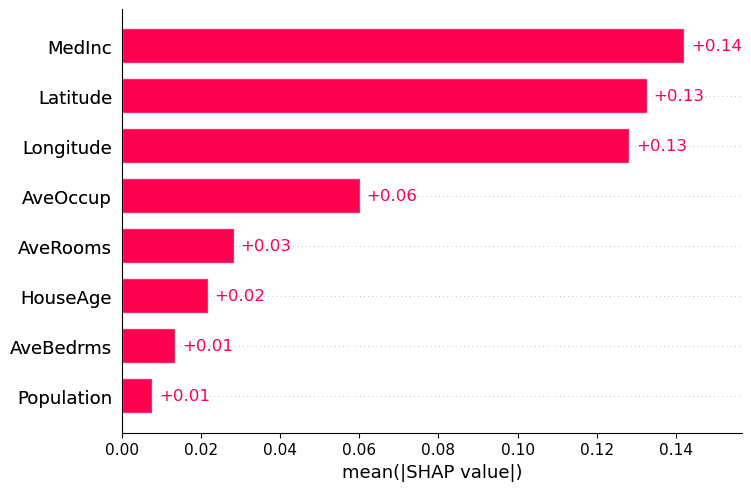 MedInc +0.14
Latitude +0.13
Longitude +0.13
AveOccup +0.06
AveRooms +0.03
HouseAge +0.02
AveBedrms +0.01
Population +0.01
0.00 0.02 0.04 0.06 0.08 0.10 0.12 0.14
mean(|SHAP value|)